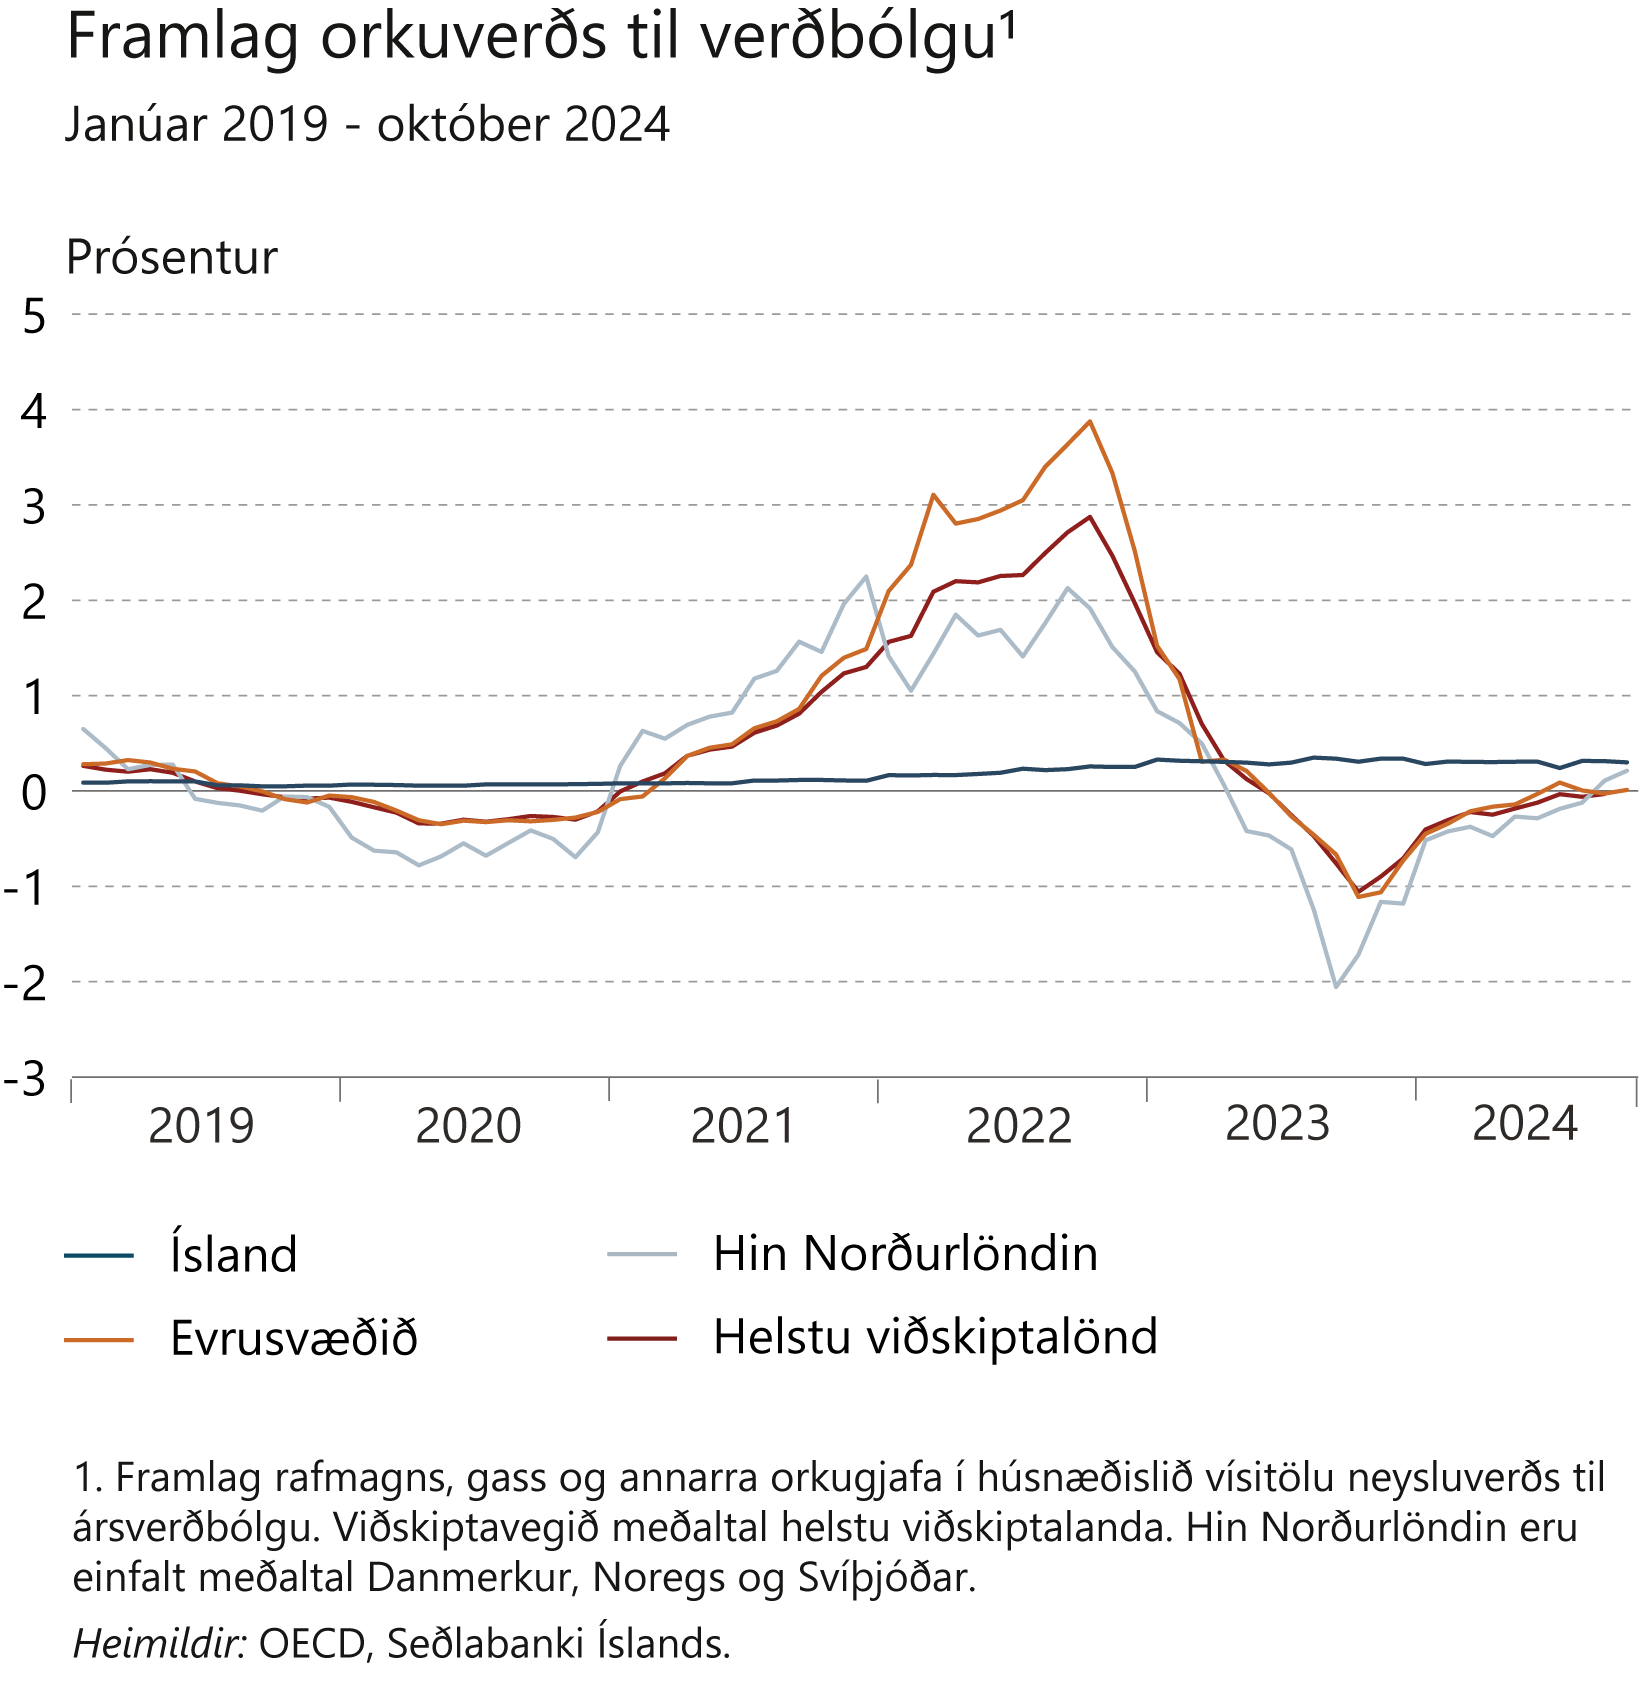 Framlag orkuverðs til verðbólgu¹
Janúar 2019 - október 2024
Prósentur
5
4
3
2
1
0
-1
-2
-3
2019 2020 2021 2022 2023 2024
Ísland Hin Norðurlöndin
Evrusvæðið Helstu viðskiptalönd
1. Framlag rafmagns, gass og annarra orkugjafa í húsnæðislið vísitölu neysluverðs til
ársverðbólgu. Viðskiptavegið meðaltal helstu viðskiptalanda. Hin Norðurlöndin eru
einfalt meðaltal Danmerkur, Noregs og Svíþjóðar.
Heimildir: OECD, Seðlabanki Íslands.